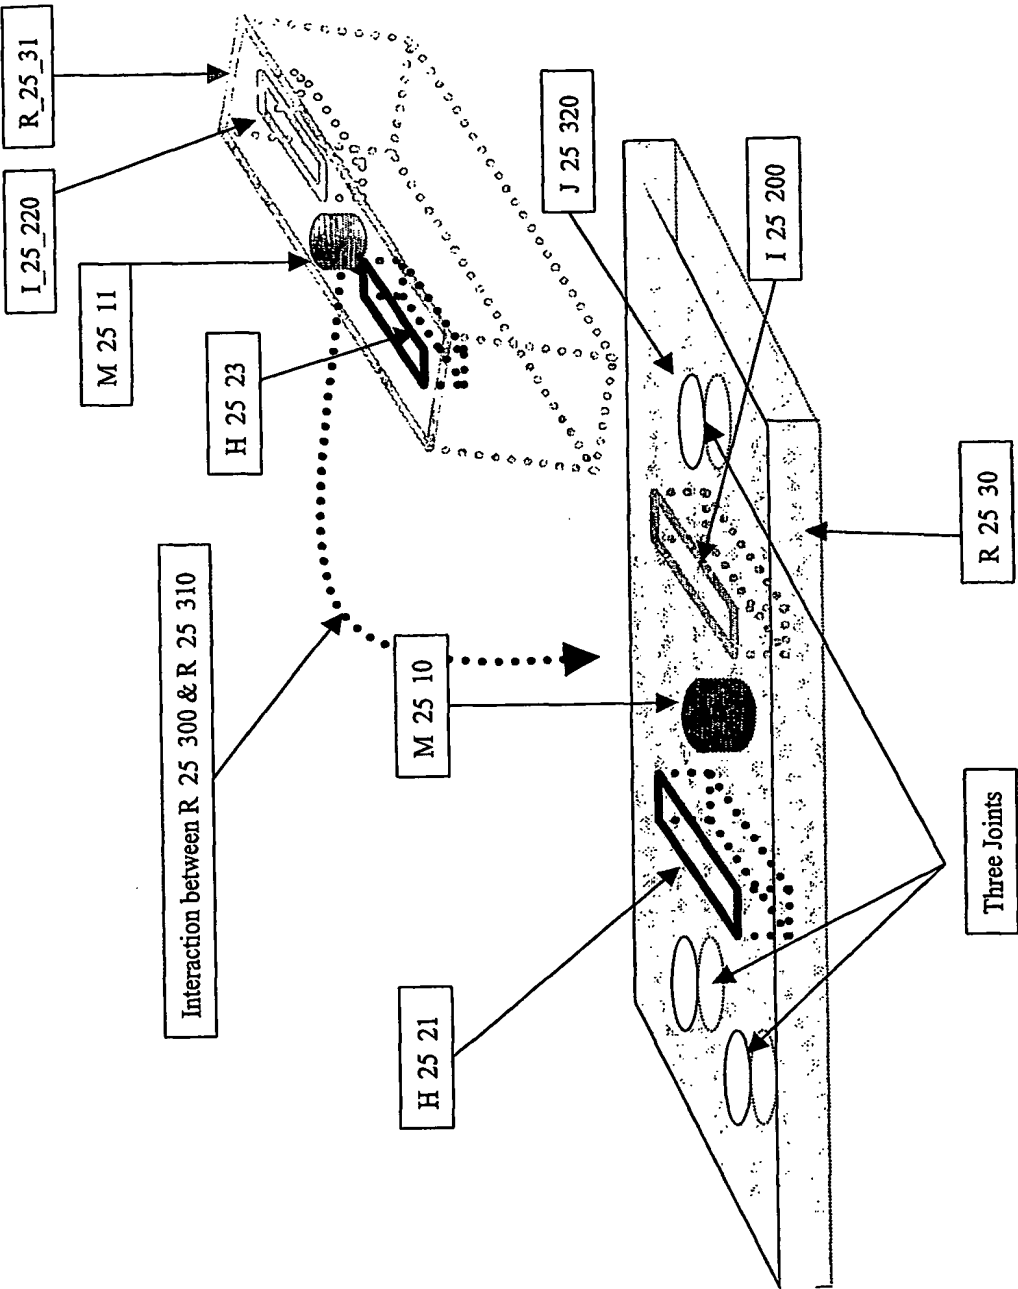 R_25_31
I_25_220
M 25 11
H 25 23
J 25 320
I 25 200
Interaction between R 25 300 & R 25 310
M 25 10
R 25 30
H 25 21
Three Joints